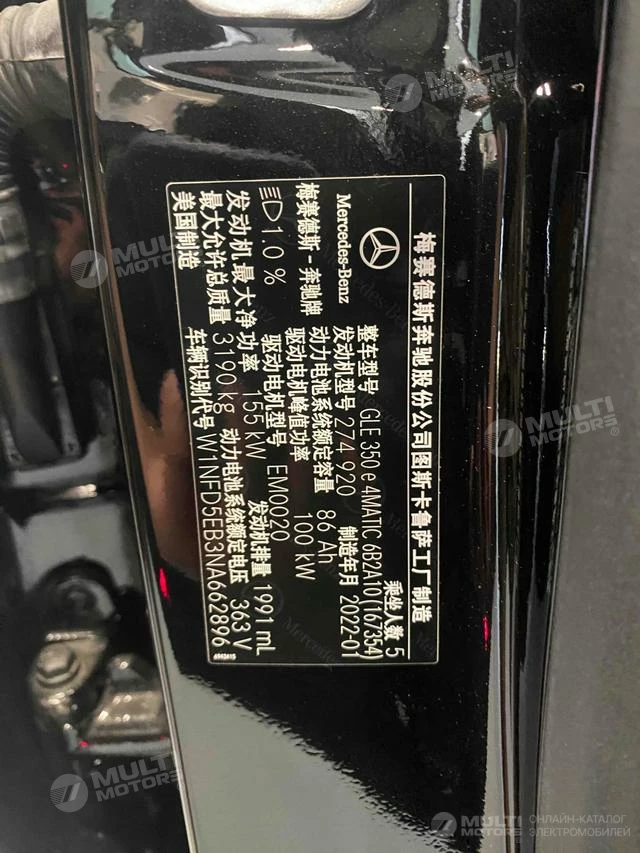 梅赛德斯奔驰股份公司图斯卡鲁萨工厂制造
Mercedes-Benz
梅赛德斯-奔驰牌
整车型号 GLE 350 e 4MATIC 6B2A10(167354)
乘坐人数 5
发动机型号 274 920
制造年月 2022-01
动力电池系统额定容量 86 Ah
驱动电机峰值功率 100 kW
1.0 %
驱动电机型号 EM0020
发动机最大净功率 155 kW
发动机排量 1991 mL
最大允许总质量 3190 kg
动力电池系统额定电压 363 V
美国制造
车辆识别代号 W1NFD5EB3NA662896
MULTI MOTORS
MULTI MOTORS
MULTI MOTORS
MULTI MOTORS
MULTI MOTORS
ОНЛАЙН-КАТАЛОГ
ЭЛЕКТРОМОБИЛЕЙ